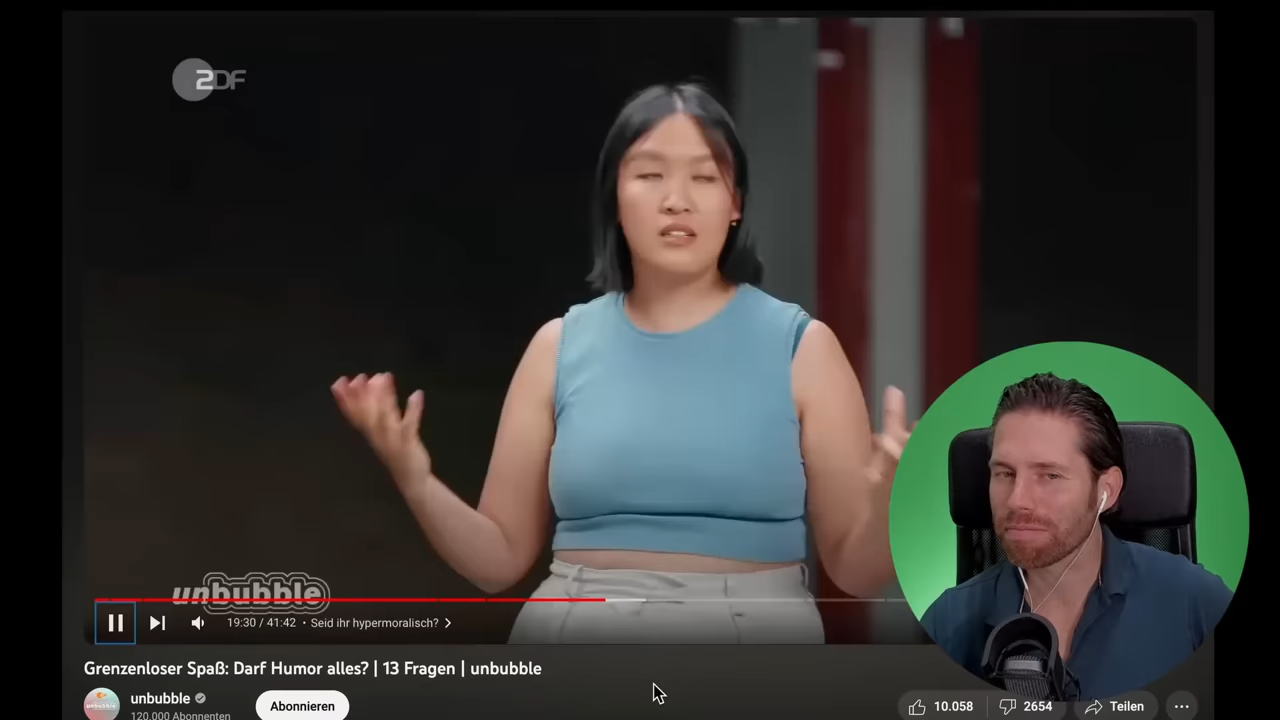 ZDF
unbubble
19:30 / 41:42 • Seid ihr hypermoralisch?
Grenzenloser Spaß: Darf Humor alles? | 13 Fragen | unbubble
unbubble
120.000 Abonnenten
Abonnieren
10.058
2654
Teilen